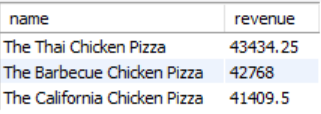 name revenue
The Thai Chicken Pizza 43434.25
The Barbecue Chicken Pizza 42768
The California Chicken Pizza 41409.5